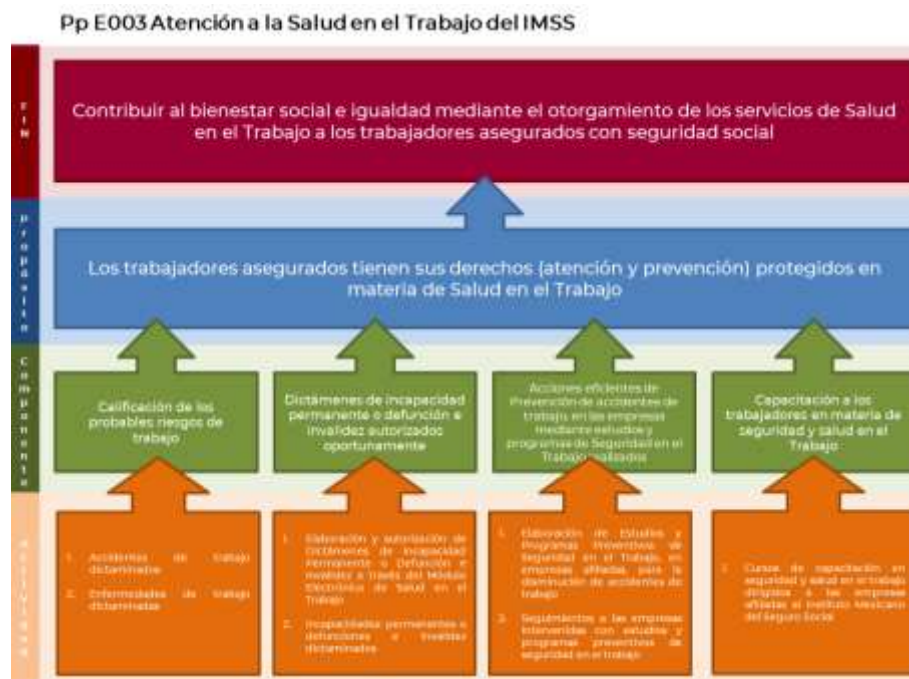 Pp E003 Atención a la Salud en el Trabajo del IMSS
FIN
Contribuir al bienestar social e igualdad mediante el otorgamiento de los servicios de Salud
en el Trabajo a los trabajadores asegurados con seguridad social
Propósito
Los trabajadores asegurados tienen sus derechos (atención y prevención) protegidos en
materia de Salud en el Trabajo
Componente
Calificación de los
probables riesgos de
trabajo
Dictámenes de incapacidad
permanente o defunción e
invalidez autorizados
oportunamente
Acciones eficientes de
Prevención de accidentes de
trabajo, en las empresas
mediante estudios y
programas de Seguridad en el
Trabajo realizados
Capacitación a los
trabajadores en materia de
seguridad y salud en el
Trabajo
1. Accidentes de trabajo
dictaminados
2. Enfermedades de trabajo
dictaminadas
1. Elaboración y autorización de
Dictámenes de Incapacidad
Permanente o Defunción e
Invalidez a través del Módulo
Electrónico de Salud en el
Trabajo
2. Incapacidades permanentes o
defunciones e invalidez
dictaminados
1. Elaboración de Estudios y
Programas Preventivos de
Seguridad en el Trabajo, en
empresas afiliadas, para la
disminución de accidentes de
trabajo
Seguimientos a las empresas
intervenidas con estudios y
programas preventivos de
seguridad en el trabajo
Cursos de capacitación en
seguridad y salud en el trabajo
dirigidos a las empresas
afiliadas al Instituto Mexicano
del Seguro Social